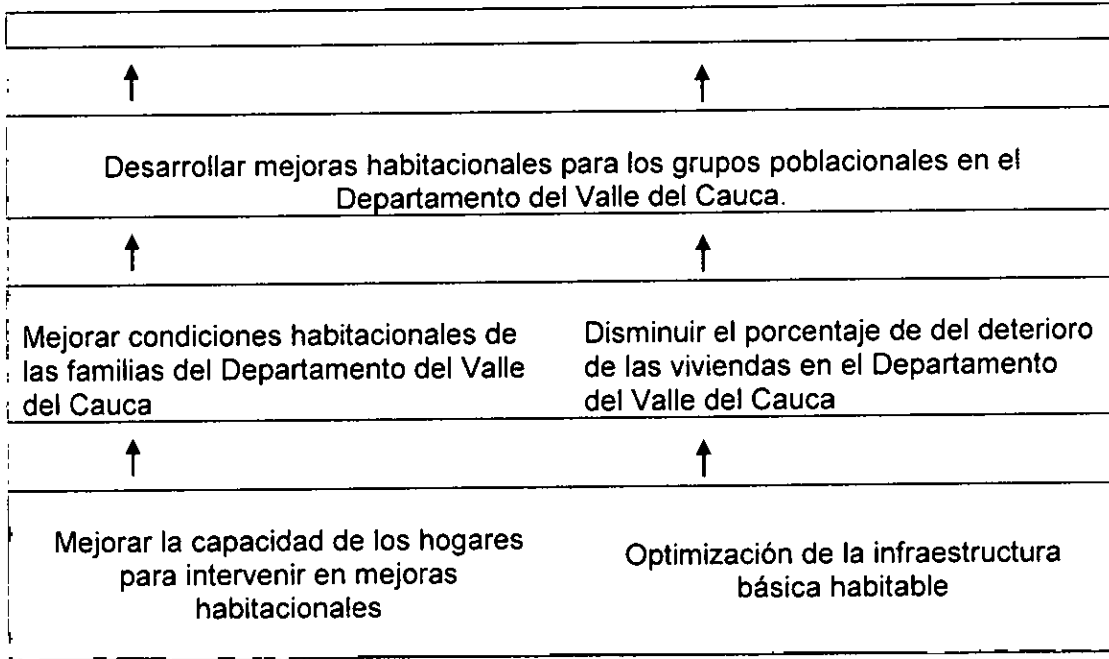 Desarrollar mejoras habitacionales para los grupos poblacionales en el
Departamento del Valle del Cauca.
Mejorar condiciones habitacionales de
las familias del Departamento del Valle
del Cauca
Disminuir el porcentaje de del deterioro
de las viviendas en el Departamento
del Valle del Cauca
Mejorar la capacidad de los hogares
para intervenir en mejoras
habitacionales
Optimización de la infraestructura
básica habitable